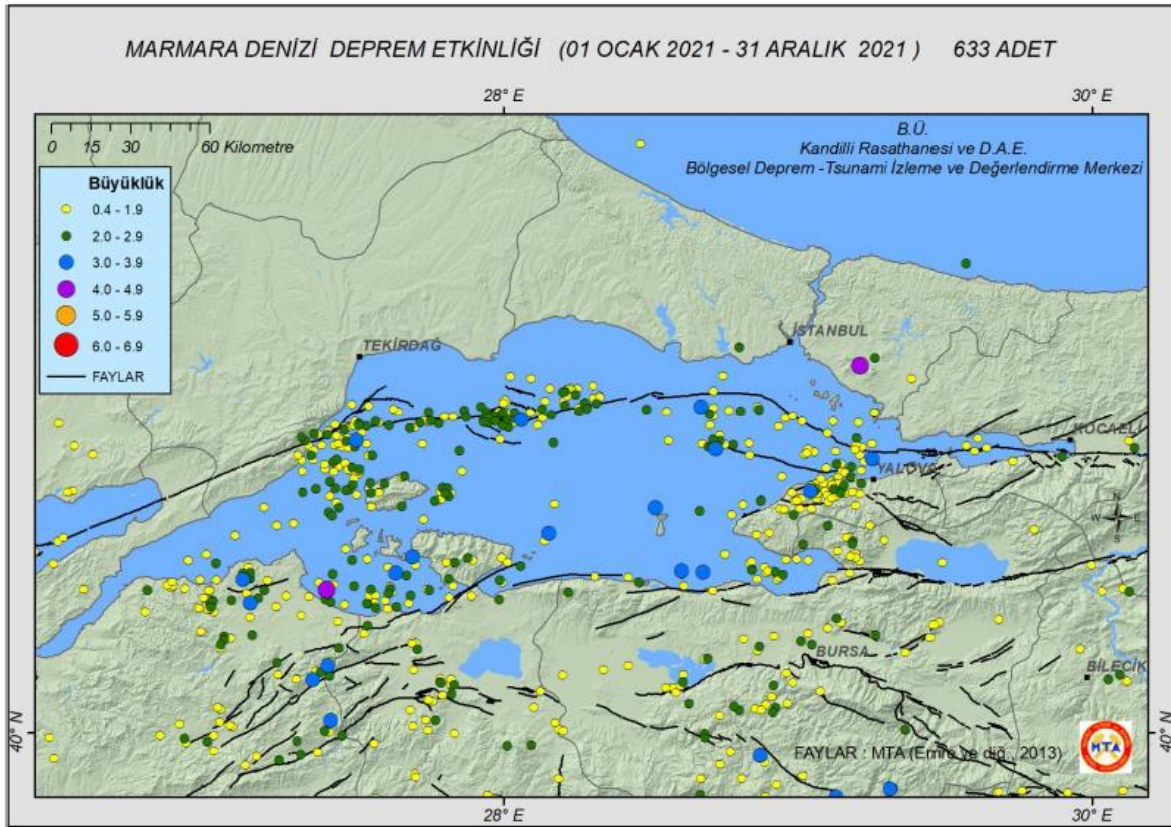 MARMARA DENİZİ DEPREM ETKİNLİĞİ (01 OCAK 2021 - 31 ARALIK 2021 ) 633 ADET
28° E
30° E
0 15 30 60 Kilometre
B.Ü.
Kandilli Rasathanesi ve D.A.E.
Bölgesel Deprem -Tsunami İzleme ve Değerlendirme Merkezi
Büyüklük
0.4 - 1.9
2.0 - 2.9
3.0 - 3.9
4.0 - 4.9
5.0 - 5.9
6.0 - 6.9
FAYLAR
İSTANBUL
TEKİRDAĞ
KOCAELİ
YALOVA
N
W E
S
BURSA
BİLECİK
40° N
40° N
FAYLAR : MTA (Emre ve diğ., 2013)
MTA
28° E
30° E